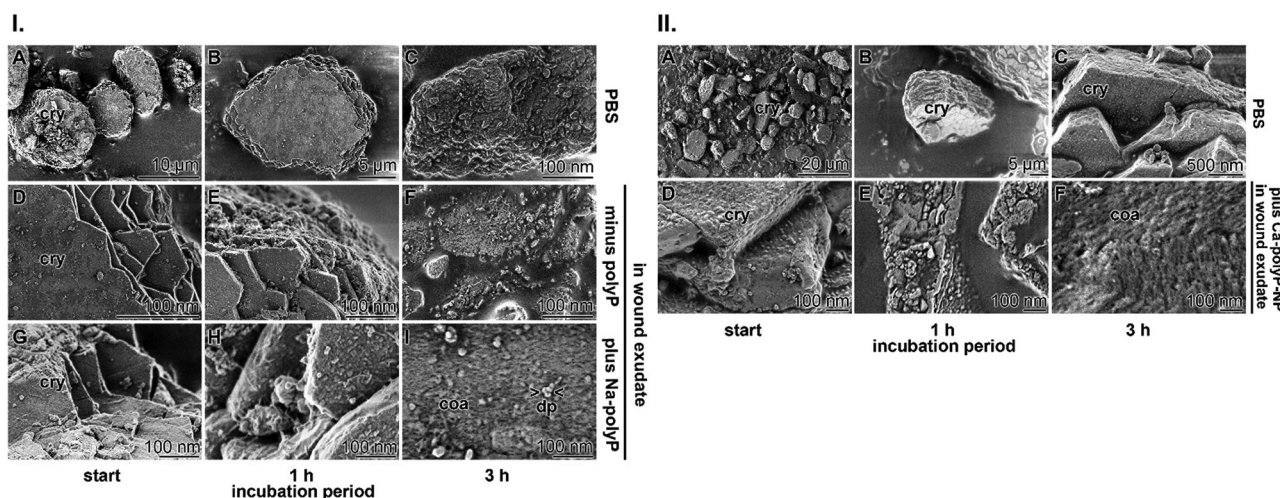 I.
A
cry
10 µm
B
5 µm
C
100 nm
PBS
D
cry
100 nm
E
100 nm
F
100 nm
minus polyP
G
cry
100 nm
H
100 nm
I
coa
> <
dp
100 nm
plus Na-polyP
in wound exudate
start
1 h
3 h
incubation period
II.
A
cry
20 µm
B
cry
5 µm
C
cry
500 nm
PBS
D
cry
100 nm
E
100 nm
F
coa
100 nm
plus Ca-polyP-NP
in wound exudate
start
1 h
3 h
incubation period